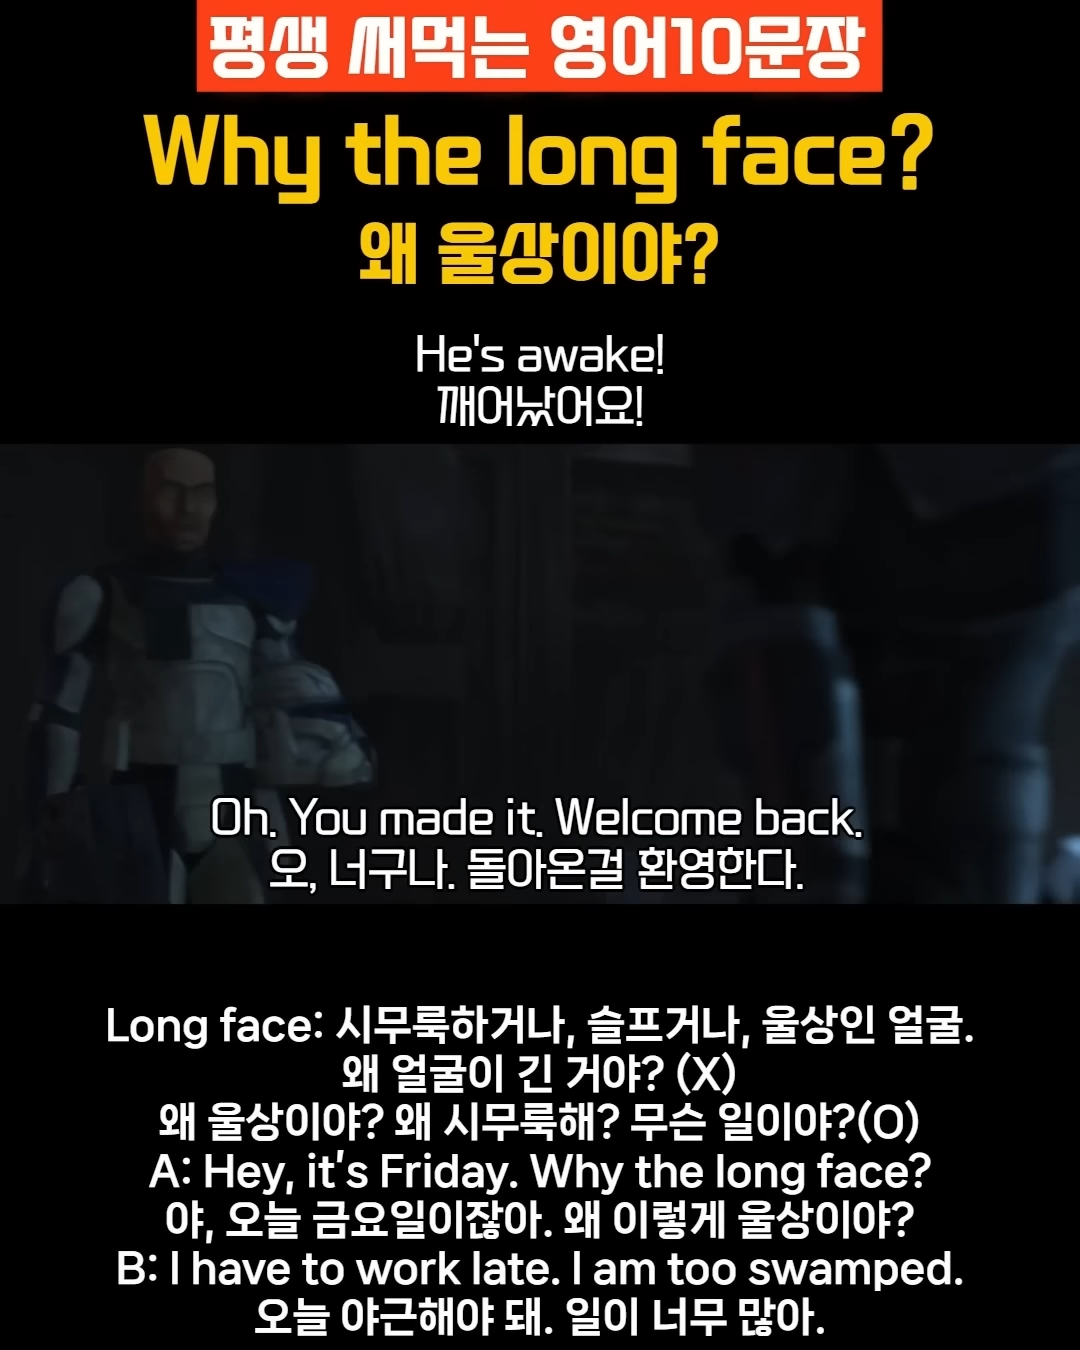 평생 써먹는 영어10문장
Why the long face?
왜 울상이야?
He's awake!
깨어났어요!
Oh. You made it. Welcome back.
오, 너구나. 돌아온걸 환영한다.
Long face: 시무룩하거나, 슬프거나, 울상인 얼굴.
왜 얼굴이 긴 거야? (X)
왜 울상이야? 왜 시무룩해? 무슨 일이야?(O)
A: Hey, it’s Friday. Why the long face?
야, 오늘 금요일이잖아. 왜 이렇게 울상이야?
B: I have to work late. I am too swamped.
오늘 야근해야 돼. 일이 너무 많아.